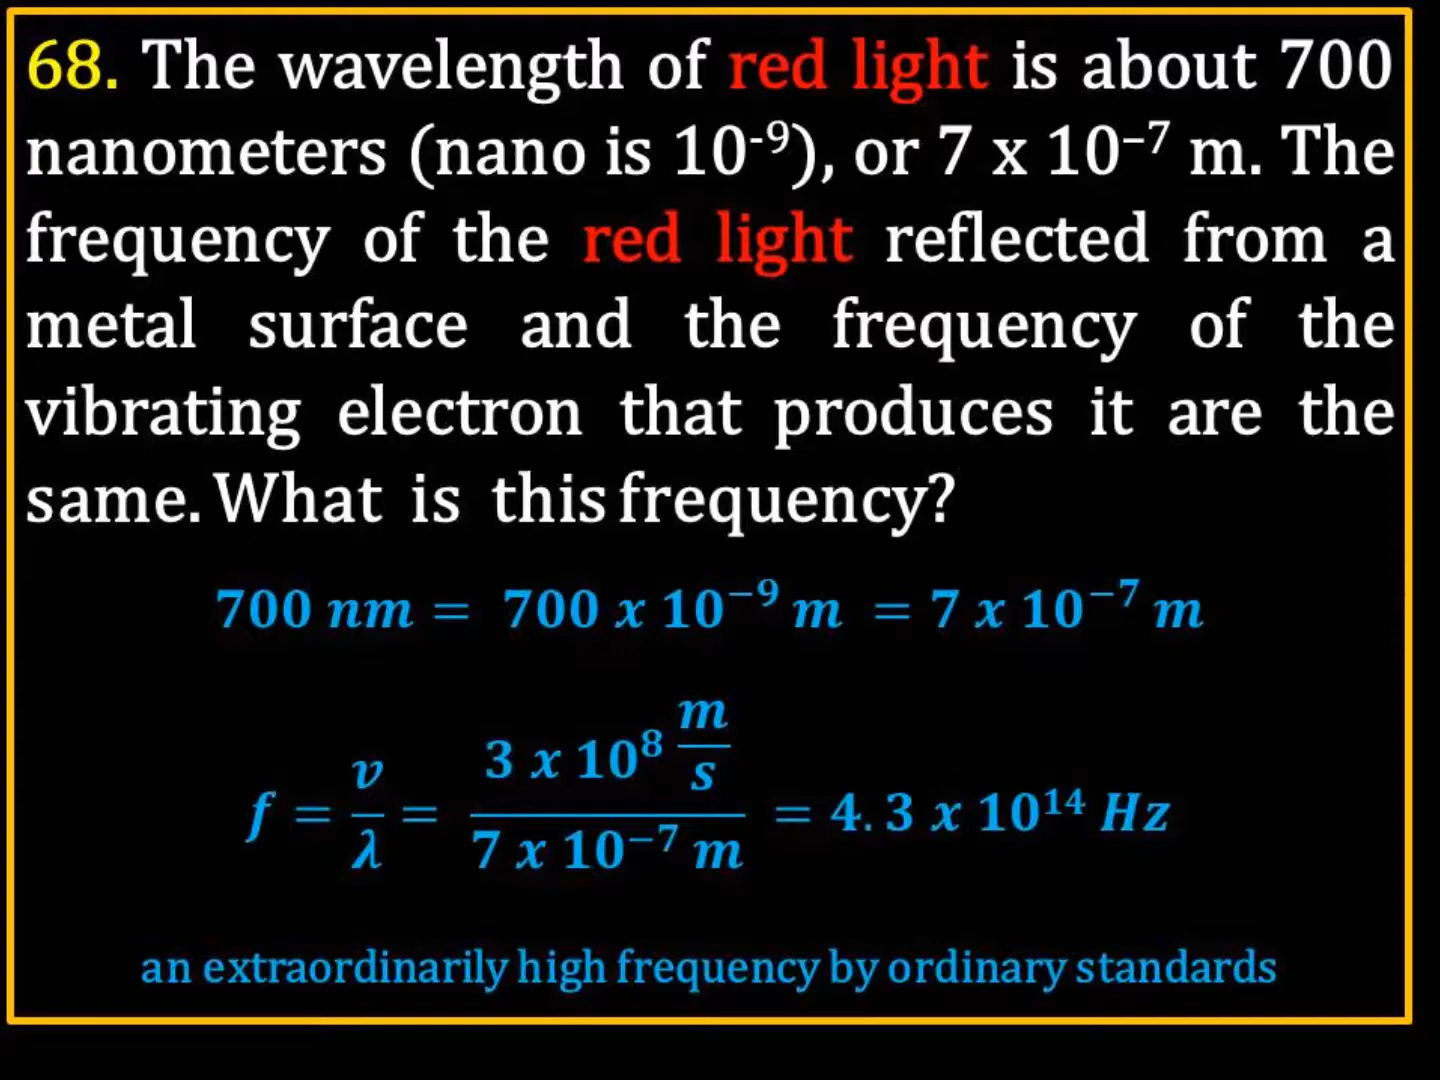 68. The wavelength of red light is about 700
nanometers (nano is 10⁻⁹), or 7 x 10⁻⁷ m. The
frequency of the red light reflected from a
metal surface and the frequency of the
vibrating electron that produces it are the
same. What is this frequency?
700 nm = 700 x 10⁻⁹ m = 7 x 10⁻⁷ m
f = v/λ = (3 x 10⁸ m/s)/(7 x 10⁻⁷ m) = 4.3 x 10¹⁴ Hz
an extraordinarily high frequency by ordinary standards